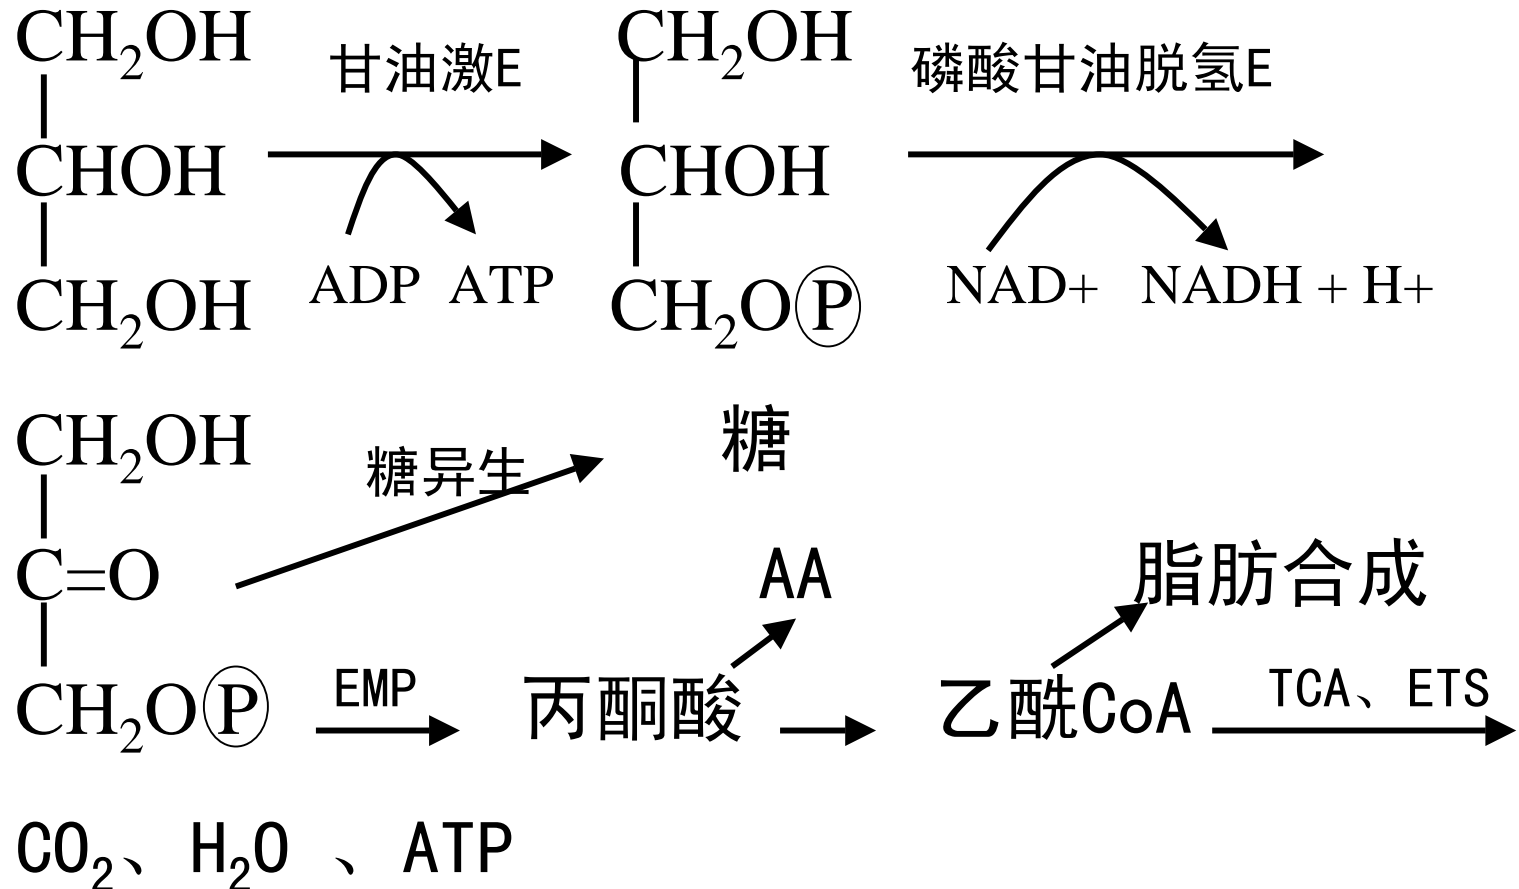 CH₂OH 甘油激E CH₂OH 磷酸甘油脱氢E
CHOH CHOH
CH₂OH ADP ATP CH₂OⓅ NAD+ NADH + H+
CH₂OH 糖异生 糖
C=O AA 脂肪合成
CH₂OⓅ EMP 丙酮酸 乙酰CoA TCA、ETS
CO₂、H₂O 、ATP